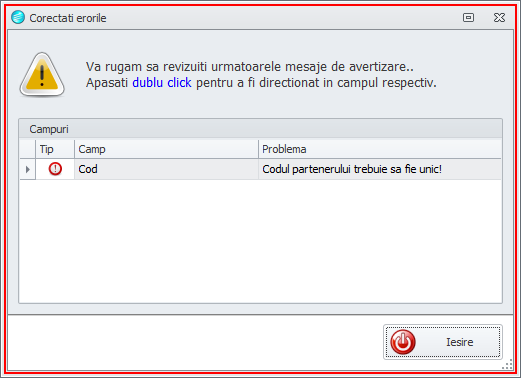 Corectati erorile
Va rugam sa revizuiti urmatoarele mesaje de avertizare..
Apasati dublu click pentru a fi directionat in campul respectiv.
Campuri
Tip Camp Problema
Cod Codul partenerului trebuie sa fie unic!
Iesire